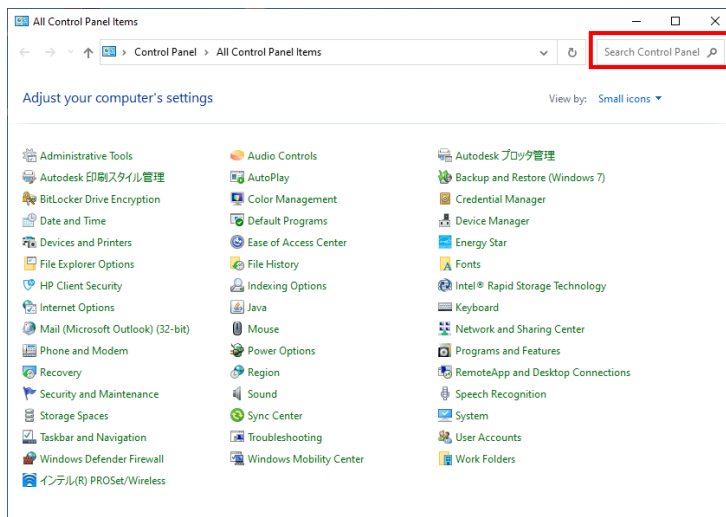 All Control Panel Items
Control Panel > All Control Panel Items
Search Control Panel
Adjust your computer's settings
View by: Small icons
Administrative Tools
Audio Controls
Autodesk プロッタ管理
Autodesk 印刷スタイル管理
AutoPlay
Backup and Restore (Windows 7)
BitLocker Drive Encryption
Color Management
Credential Manager
Date and Time
Default Programs
Device Manager
Devices and Printers
Ease of Access Center
Energy Star
File Explorer Options
File History
Fonts
HP Client Security
Indexing Options
Intel® Rapid Storage Technology
Internet Options
Java
Keyboard
Mail (Microsoft Outlook) (32-bit)
Mouse
Network and Sharing Center
Phone and Modem
Power Options
Programs and Features
Recovery
Region
RemoteApp and Desktop Connections
Security and Maintenance
Sound
Speech Recognition
Storage Spaces
Sync Center
System
Taskbar and Navigation
Troubleshooting
User Accounts
Windows Defender Firewall
Windows Mobility Center
Work Folders
インテル(R) PROSet/Wireless